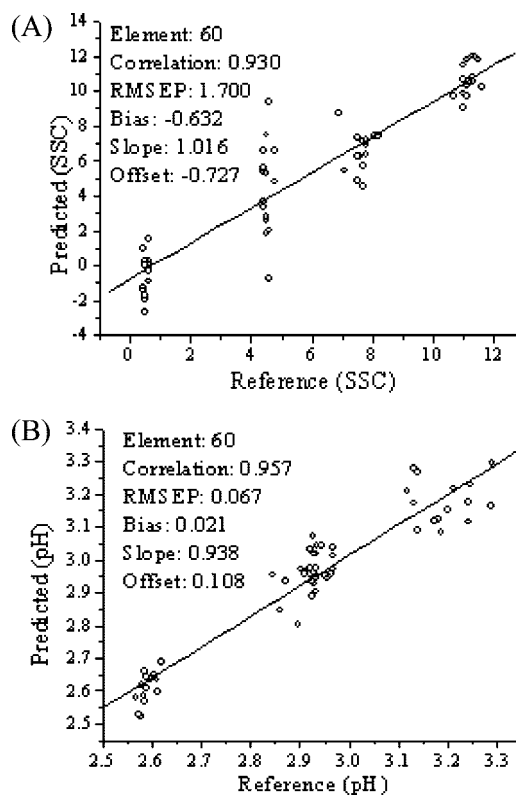 (A)
Element: 60
Correlation: 0.930
RMSEP: 1.700
Bias: -0.632
Slope: 1.016
Offset: -0.727
Predicted (SSC)
14
12
10
8
6
4
2
0
-2
-4
0 2 4 6 8 10 12
Reference (SSC)
(B)
Element: 60
Correlation: 0.957
RMSEP: 0.067
Bias: 0.021
Slope: 0.938
Offset: 0.108
Predicted (pH)
3.4
3.3
3.2
3.1
3.0
2.9
2.8
2.7
2.6
2.5
2.5 2.6 2.7 2.8 2.9 3.0 3.1 3.2 3.3
Reference (pH)